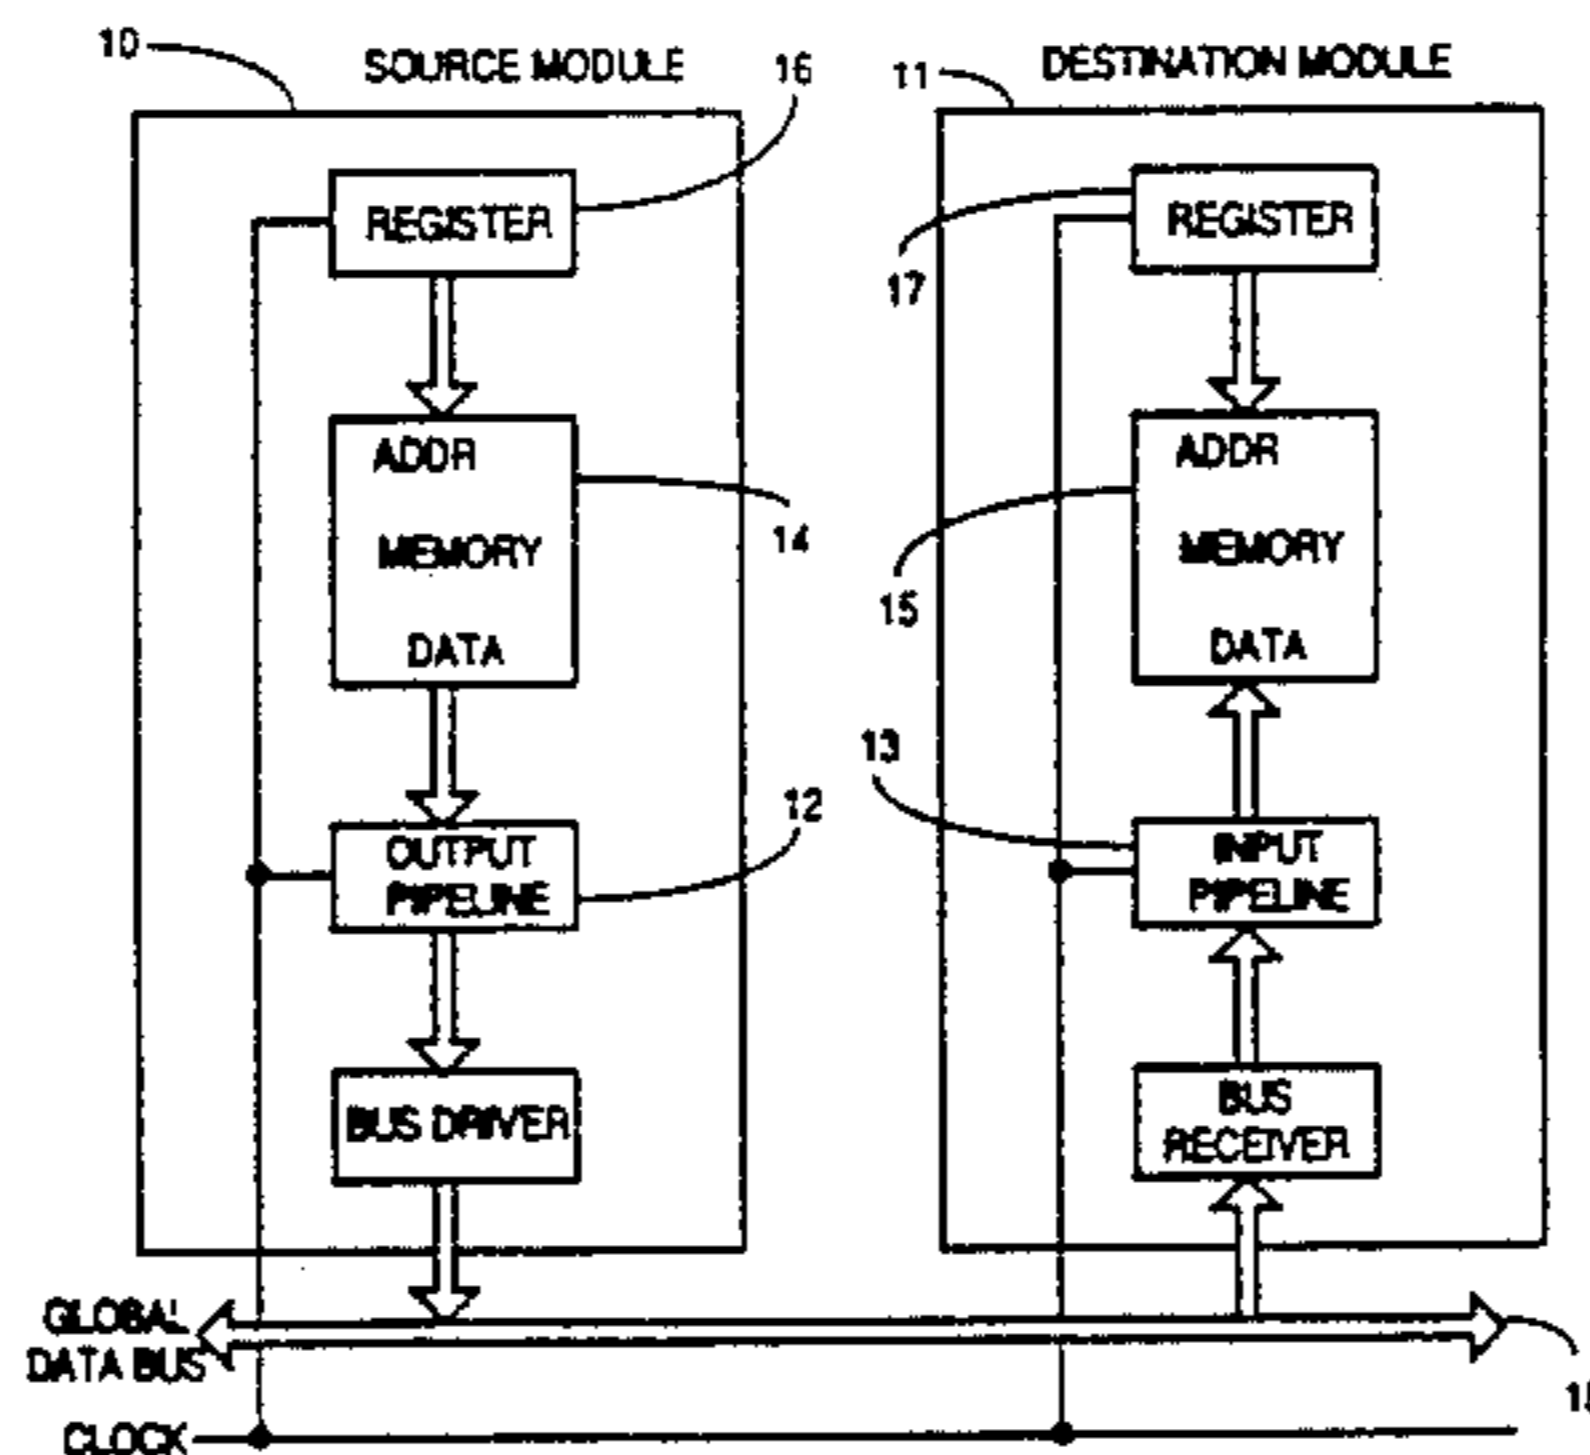 10
SOURCE MODULE
16
11
DESTINATION MODULE
REGISTER
REGISTER
17
ADDR
MEMORY
DATA
14
ADDR
MEMORY
DATA
15
13
12
OUTPUT
PIPELINE
INPUT
PIPELINE
BUS DRIVER
BUS
RECEIVER
GLOBAL
DATA BUS
CLOCK